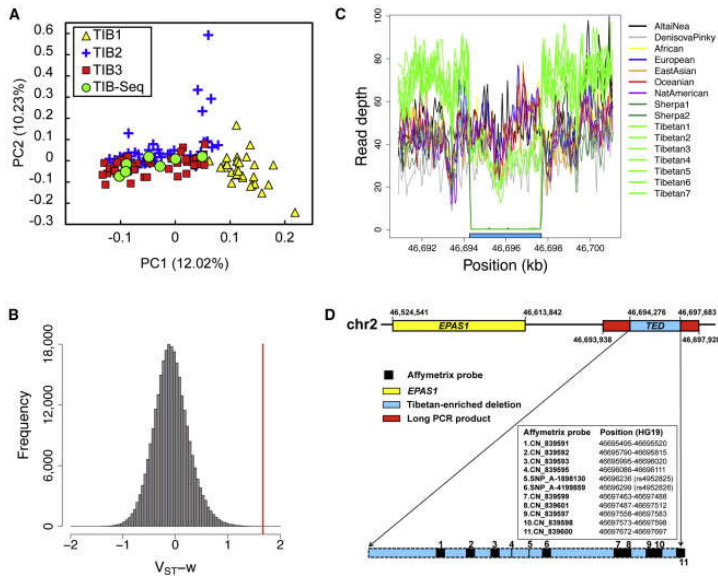 A
TIB1
TIB2
TIB3
TIB-Seq
PC2 (10.23%)
0.6
0.5
0.4
0.3
0.2
0.1
0
-0.1
-0.2
-0.3
-0.1 0 0.1 0.2
PC1 (12.02%)
B
Frequency
18,000
12,000
6,000
0
−2 −1 0 1 2
VST−w
C
Read depth
100
80
60
40
20
0
46,692 46,694 46,696 46,698 46,700
Position (kb)
AltaiNea
DenisovaPinky
African
European
EastAsian
Oceanian
NatAmerican
Sherpa1
Sherpa2
Tibetan1
Tibetan2
Tibetan3
Tibetan4
Tibetan5
Tibetan6
Tibetan7
D
46,524,541 46,613,842 46,694,276 46,697,683
chr2 EPAS1 TED
46,693,938 46,697,928
Affymetrix probe
EPAS1
Tibetan-enriched deletion
Long PCR product
Affymetrix probe Position (HG19)
1.CN_839591 46695495-46695520
2.CN_839592 46695790-46695815
3.CN_839593 46695995-46696020
4.CN_839595 46696086-46696111
5.SNP_A-1898130 46696236 (rs4952825)
6.SNP_A-4199859 46696299 (rs4952826)
7.CN_839599 46697463-46697488
8.CN_839601 46697487-46697512
9.CN_839597 46697558-46697583
10.CN_839598 46697573-46697598
11.CN_839600 46697672-46697697
1 2 3 4 5 6 7 8 9 10
11